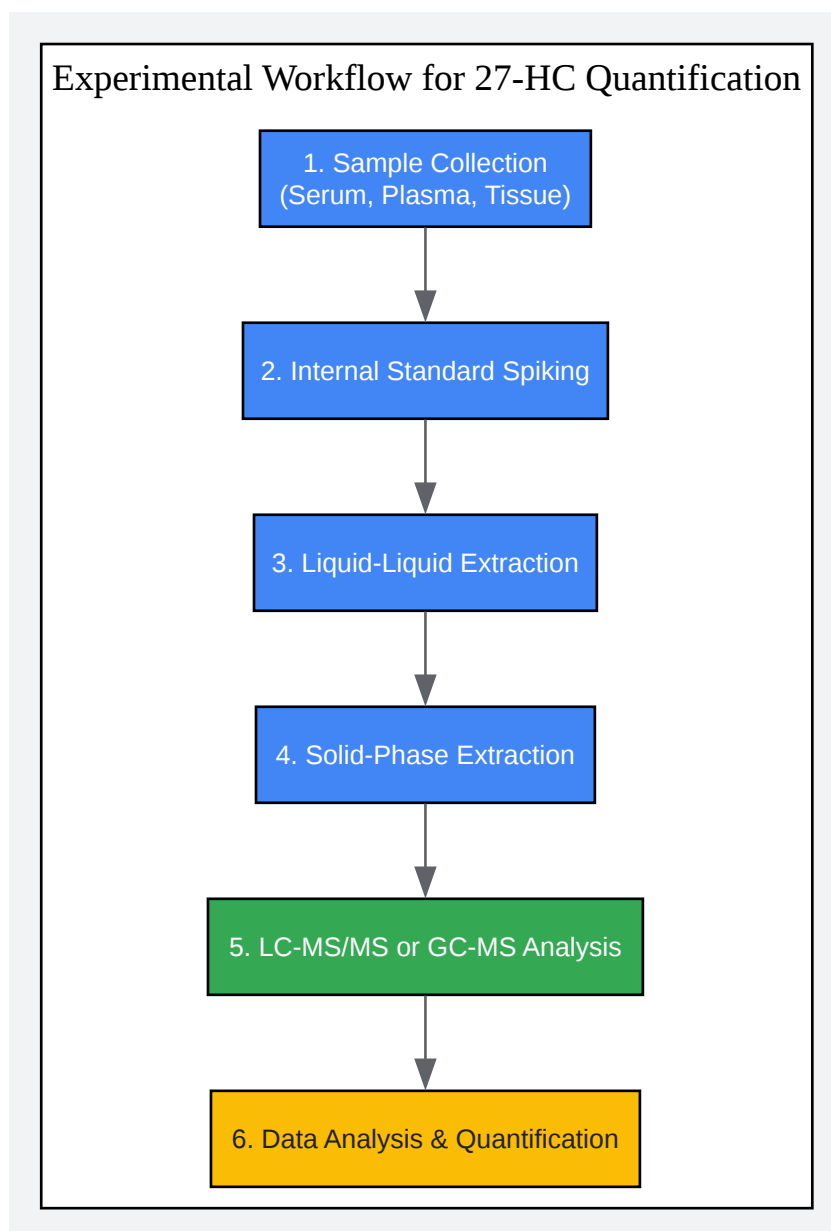 Experimental Workflow for 27-HC Quantification
1. Sample Collection
(Serum, Plasma, Tissue)
2. Internal Standard Spiking
3. Liquid-Liquid Extraction
4. Solid-Phase Extraction
5. LC-MS/MS or GC-MS Analysis
6. Data Analysis & Quantification